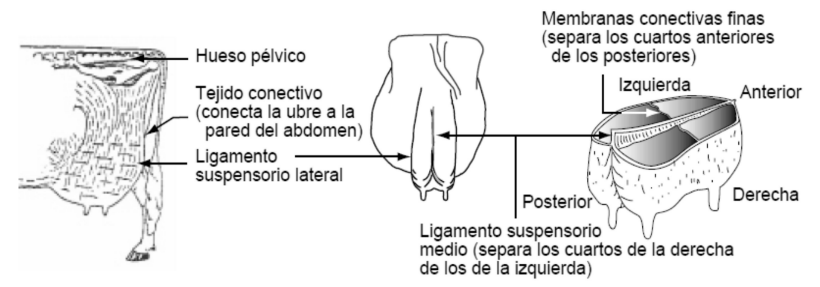 Hueso pélvico
Tejido conectivo
(conecta la ubre a la
pared del abdomen)
Ligamento
suspensorio lateral
Membranas conectivas finas
(separa los cuartos anteriores
de los posteriores)
Izquierda
Anterior
Posterior
Derecha
Ligamento suspensorio
medio (separa los cuartos de la derecha
de los de la izquierda)